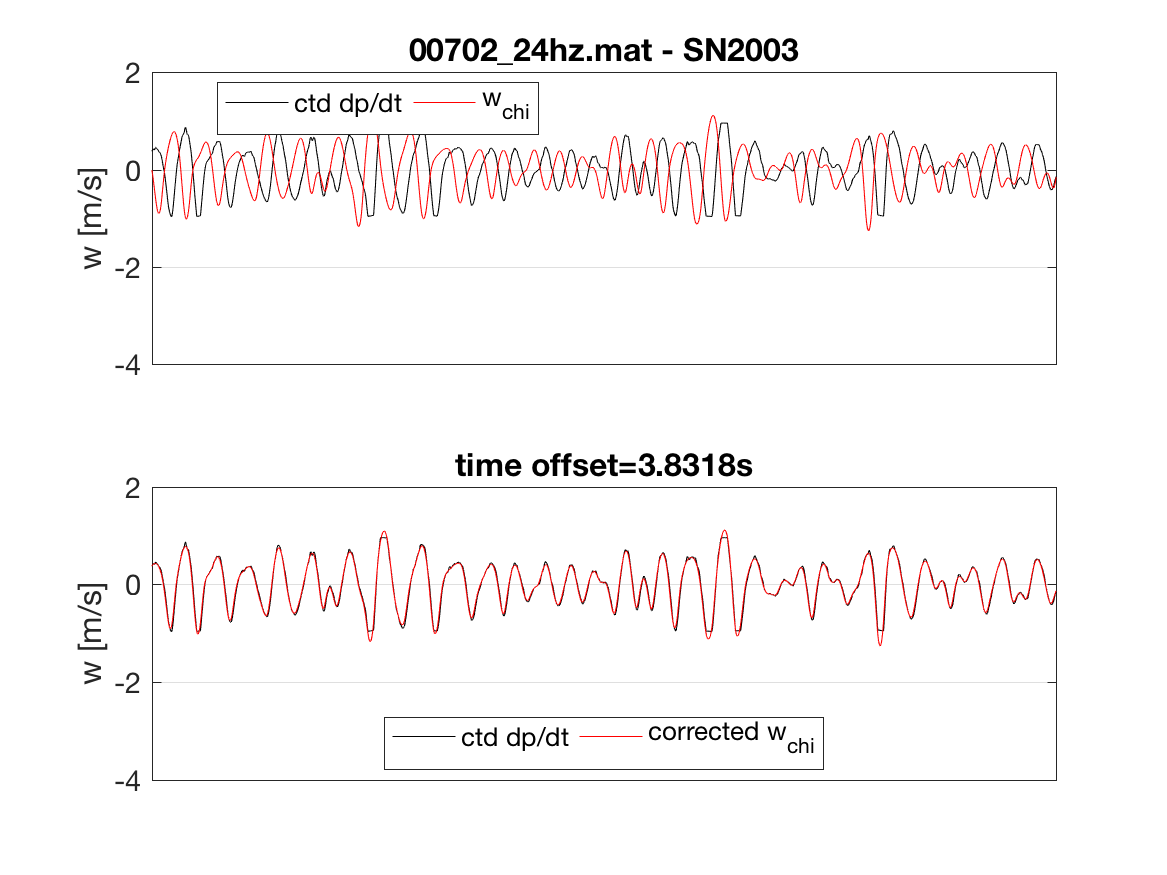 00702_24hz.mat - SN2003
ctd dp/dt w_chi
2
0
-2
-4
w [m/s]
time offset=3.8318s
2
0
-2
-4
w [m/s]
ctd dp/dt corrected w_chi